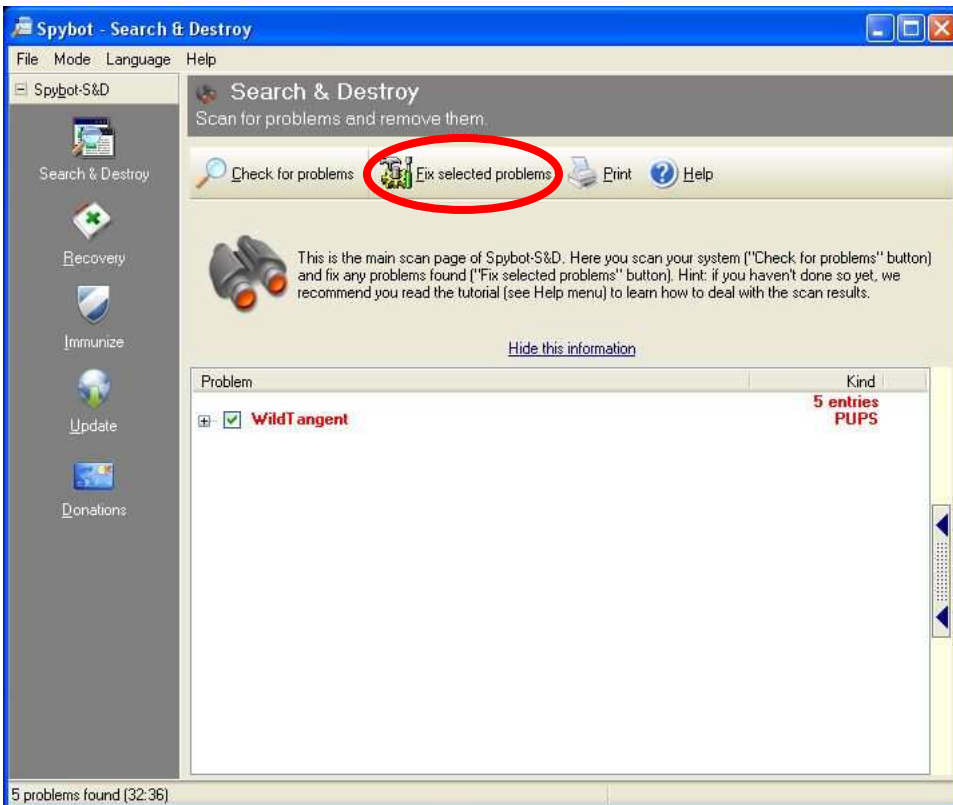 Spybot - Search & Destroy
File Mode Language Help
Spybot-S&D
Search & Destroy
Recovery
Immunize
Update
Donations
Search & Destroy
Scan for problems and remove them.
Check for problems Fix selected problems Print Help
This is the main scan page of Spybot-S&D. Here you scan your system ("Check for problems" button)
and fix any problems found ("Fix selected problems" button). Hint: if you haven't done so yet, we
recommend you read the tutorial (see Help menu) to learn how to deal with the scan results.
Hide this information
Problem Kind
5 entries
WildTangent PUPS
5 problems found (32:36)